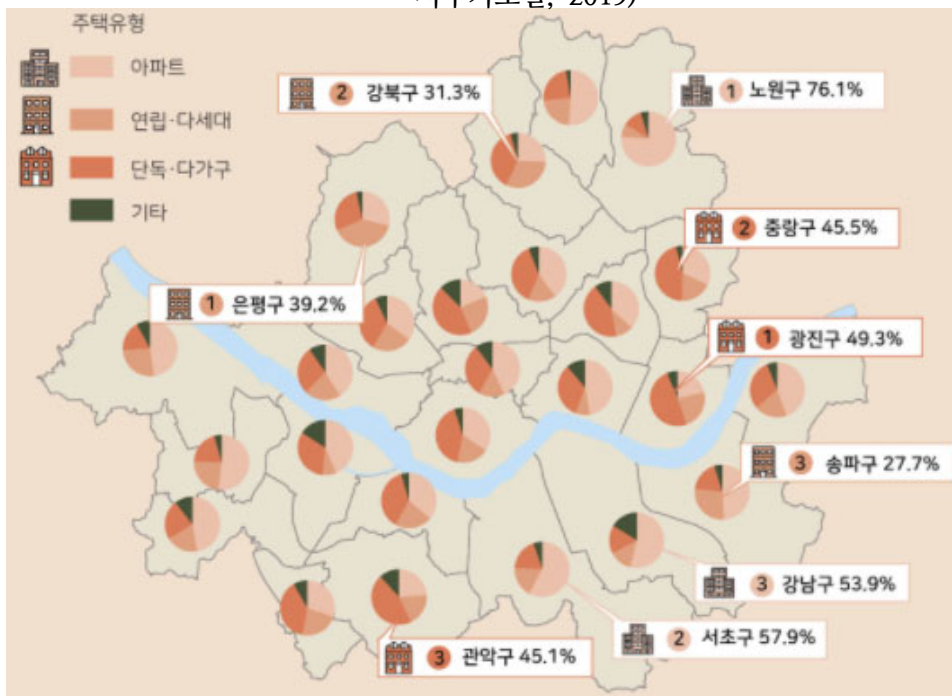 2019)
주택유형
아파트
연립·다세대
단독·다가구
기타
2 강북구 31.3%
1 노원구 76.1%
2 중랑구 45.5%
1 은평구 39.2%
1 광진구 49.3%
3 송파구 27.7%
3 강남구 53.9%
2 서초구 57.9%
3 관악구 45.1%